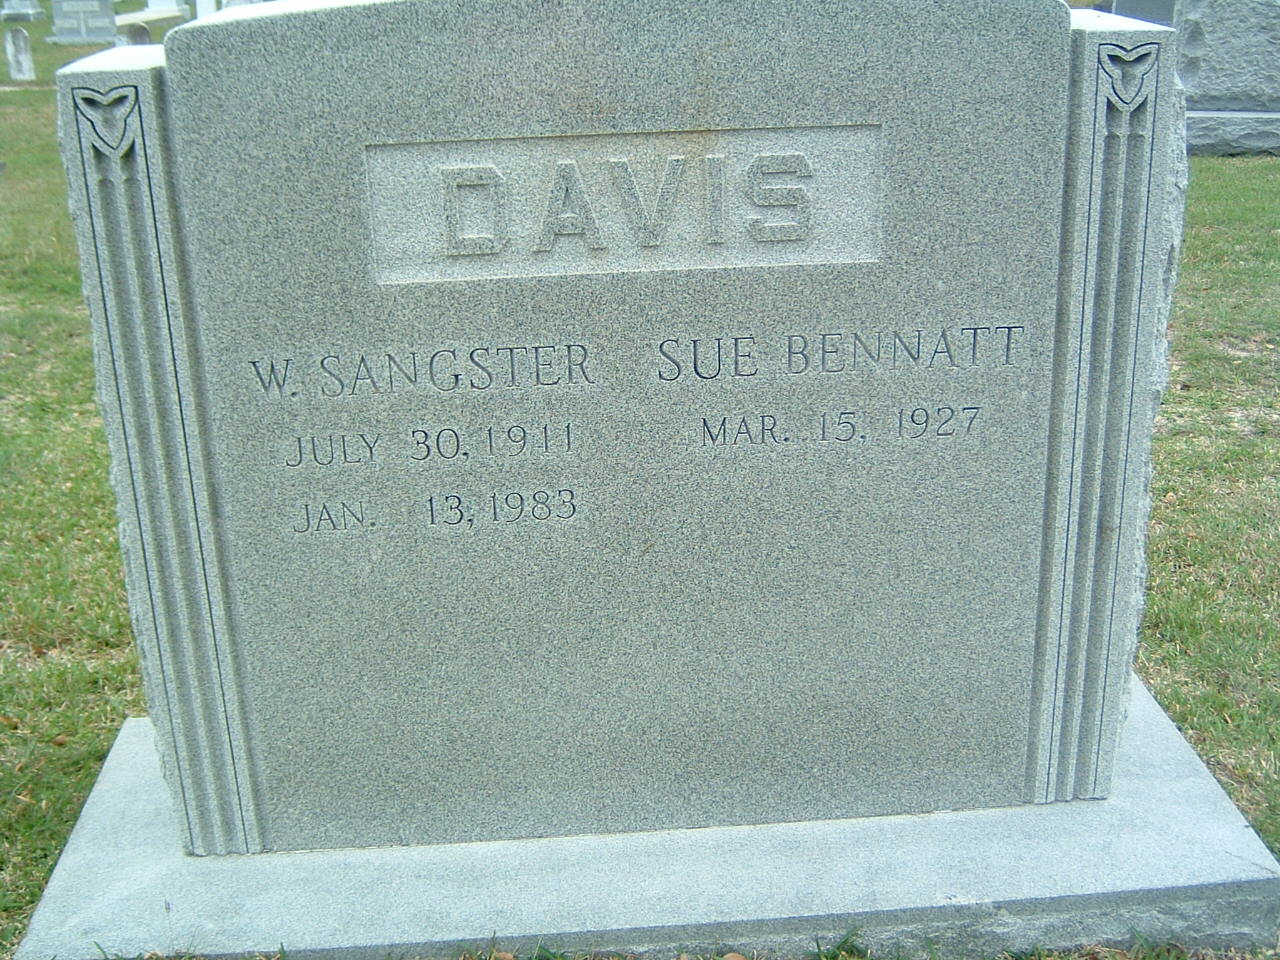 DAVIS
W. SANGSTER
JULY 30, 1911
JAN. 13, 1983
SUE BENNATT
MAR. 15, 1927